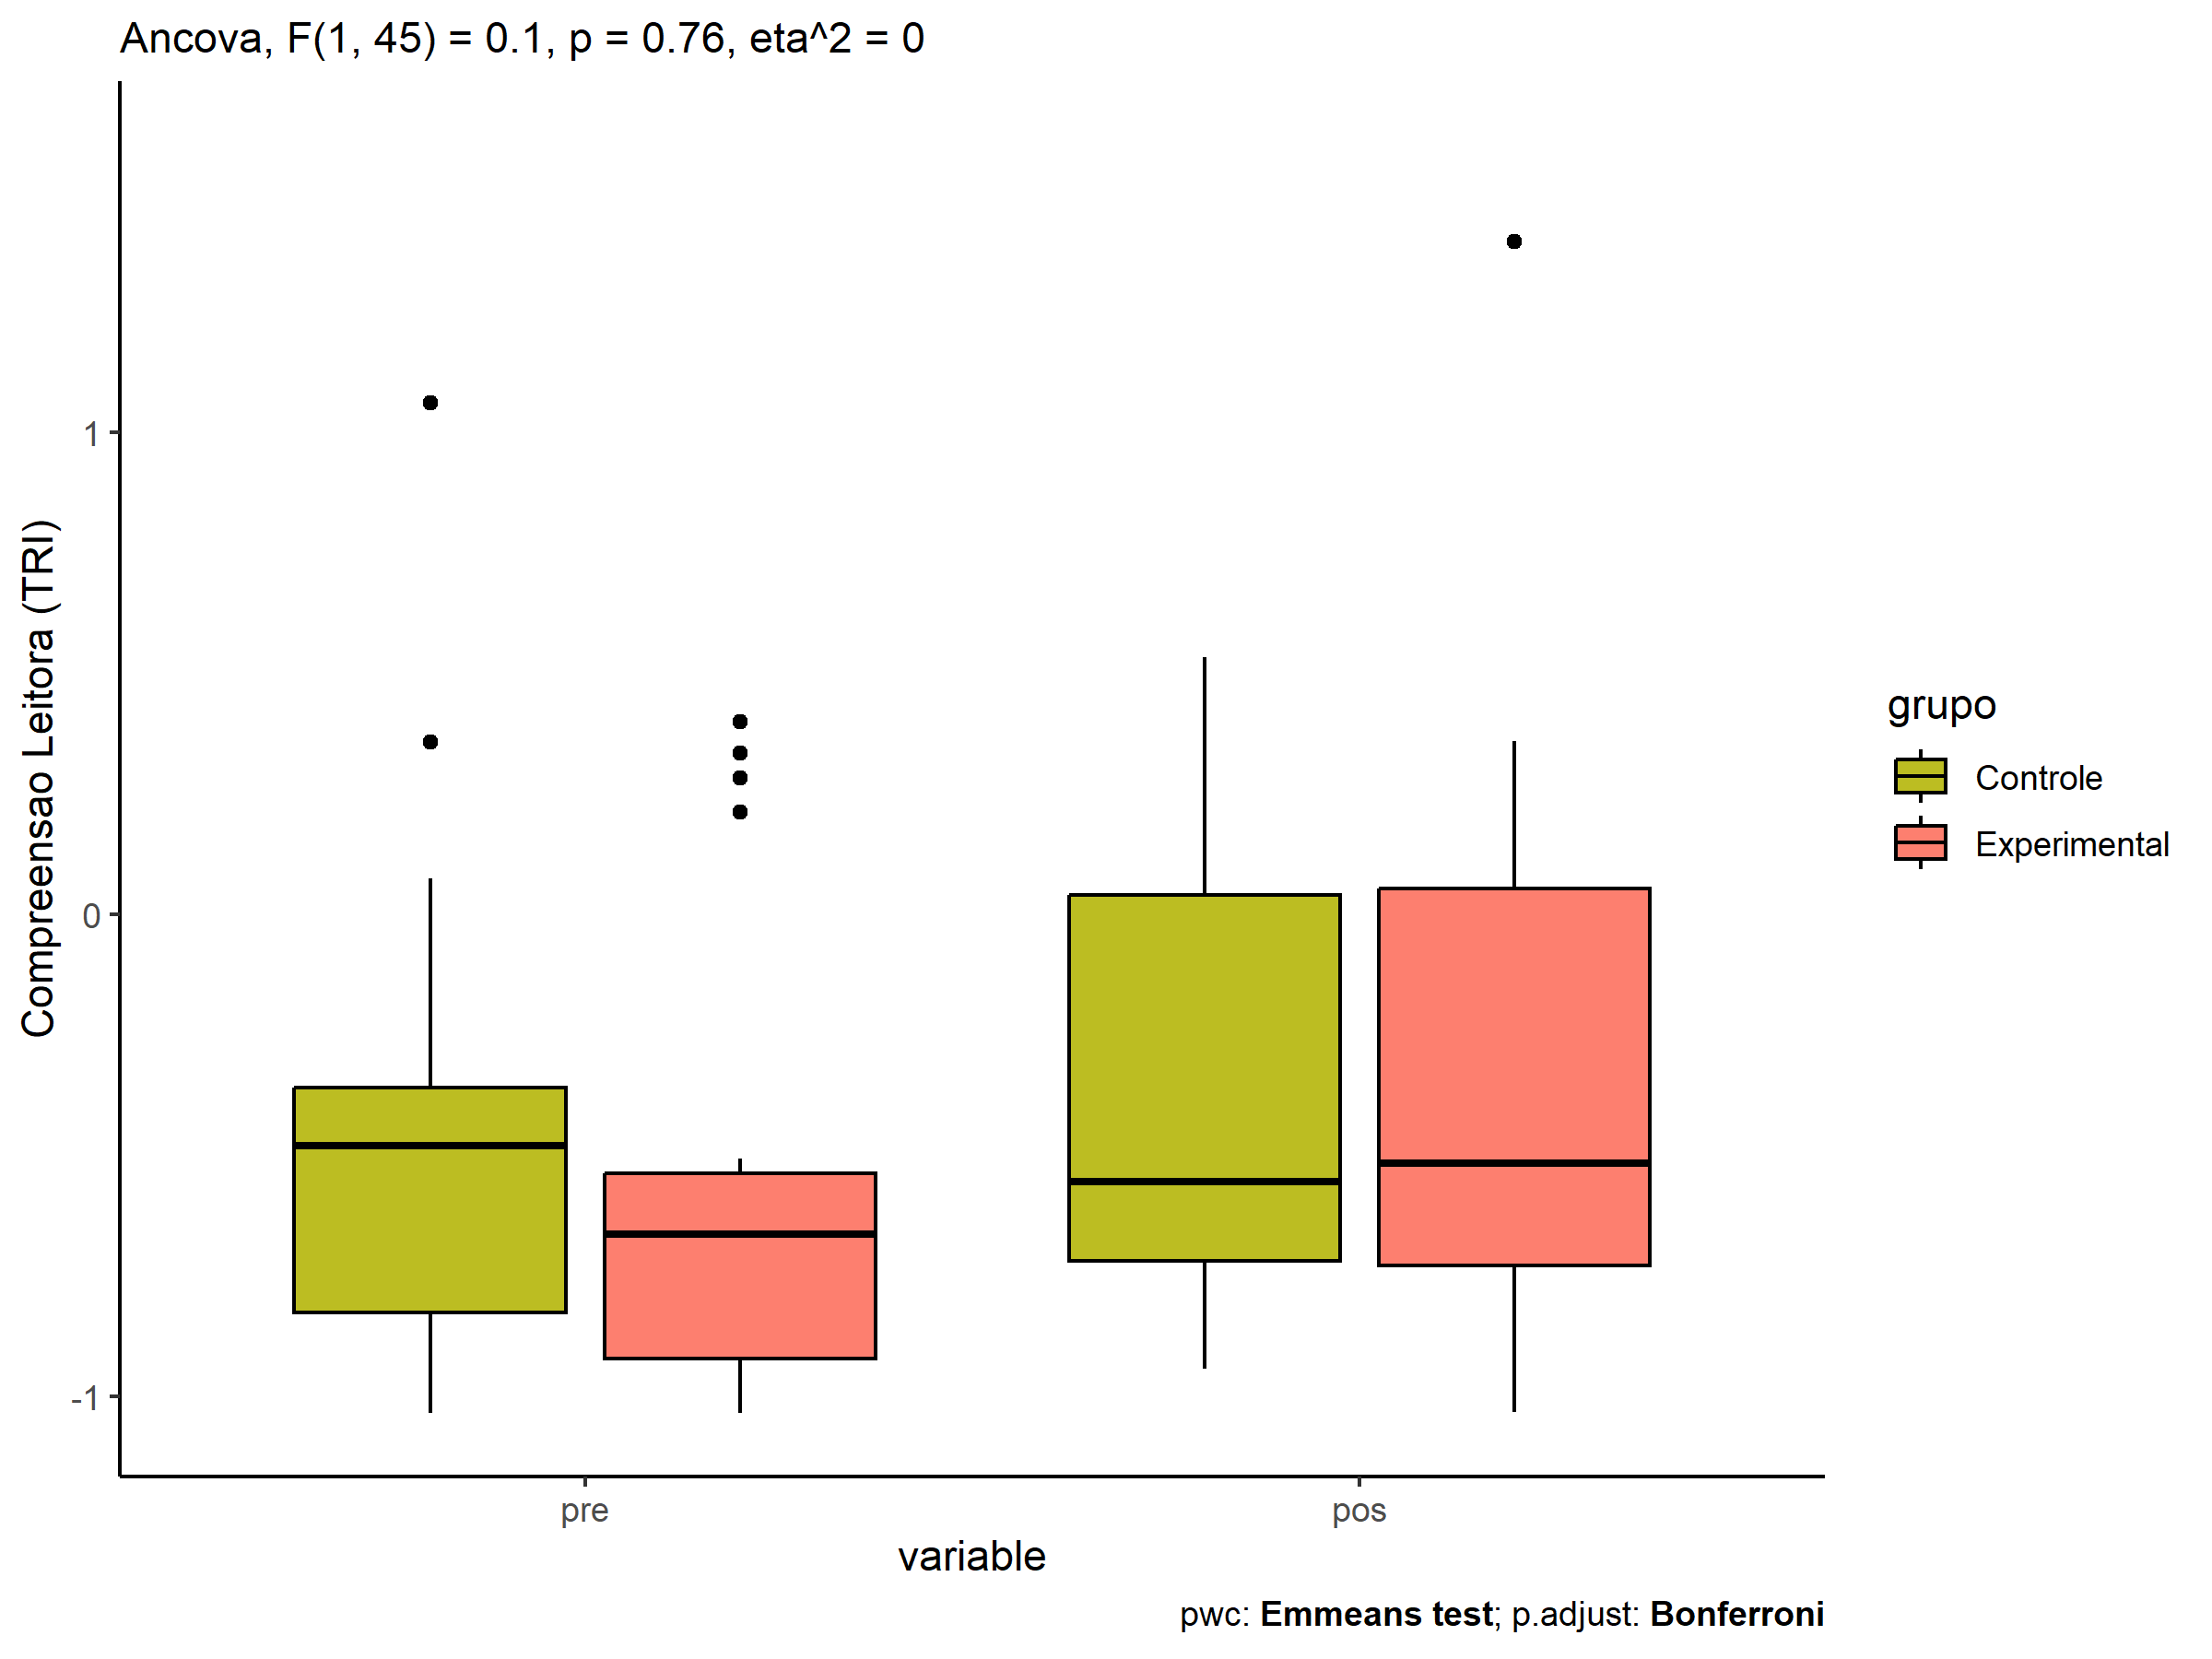 Ancova, F(1, 45) = 0.1, p = 0.76, eta^2 = 0
Compreensao Leitora (TRI)
1
0
-1
pre
pos
variable
grupo
Controle
Experimental
pwc: Emmeans test; p.adjust: Bonferroni